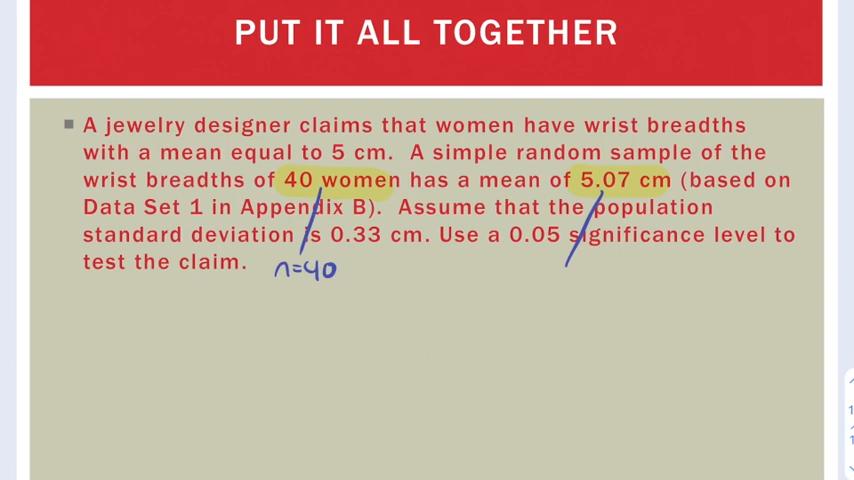 PUT IT ALL TOGETHER
A jewelry designer claims that women have wrist breadths
with a mean equal to 5 cm. A simple random sample of the
wrist breadths of 40 women has a mean of 5.07 cm (based on
Data Set 1 in Appendix B). Assume that the population
standard deviation is 0.33 cm. Use a 0.05 significance level to
test the claim.
n=40
1
1